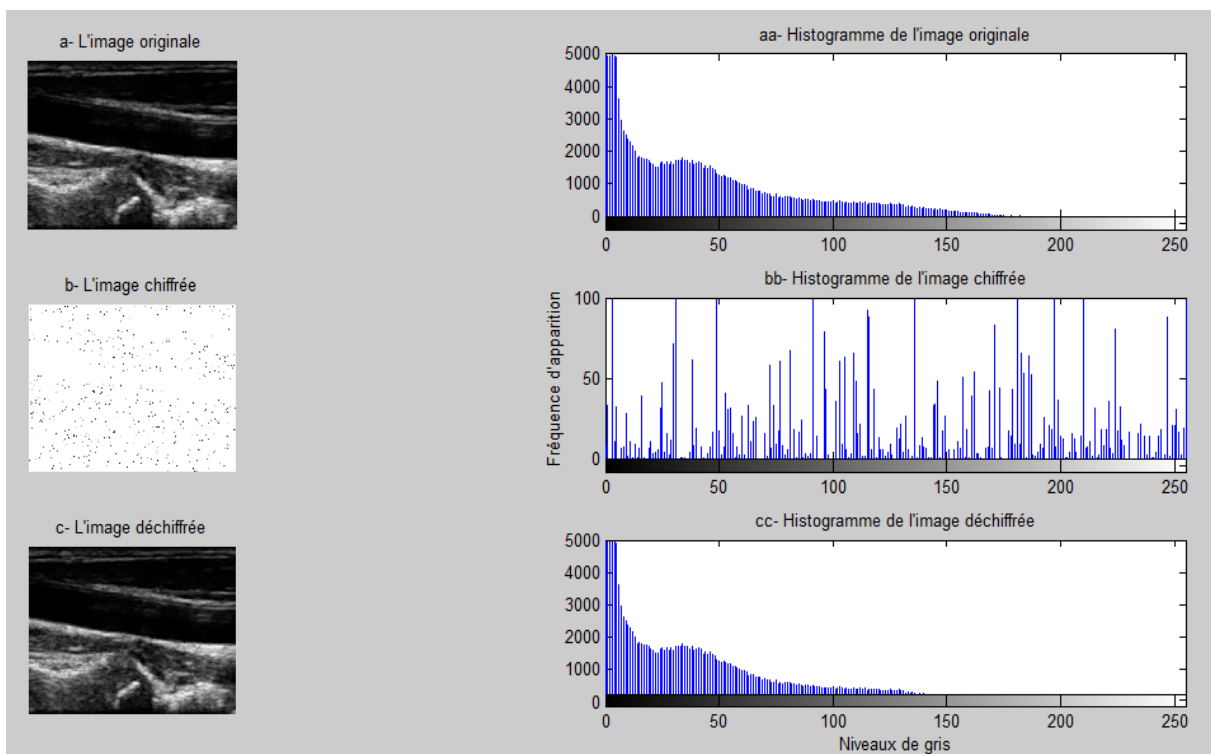 a- L'image originale
aa- Histogramme de l'image originale
5000
4000
3000
2000
1000
0
0 50 100 150 200 250
b- L'image chiffrée
bb- Histogramme de l'image chiffrée
Fréquence d'apparition
100
50
0
0 50 100 150 200 250
c- L'image déchiffrée
cc- Histogramme de l'image déchiffrée
5000
4000
3000
2000
1000
0
0 50 100 150 200 250
Niveaux de gris